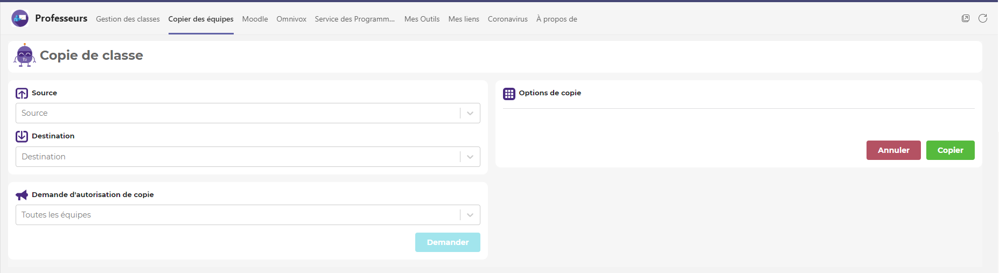 Professeurs Gestion des classes Copier des équipes Moodle Omnivox Service des Programm... Mes Outils Mes liens Coronavirus À propos de
Copie de classe
Source
Source
Destination
Destination
Demande d'autorisation de copie
Toutes les équipes
Demander
Options de copie
Annuler Copier